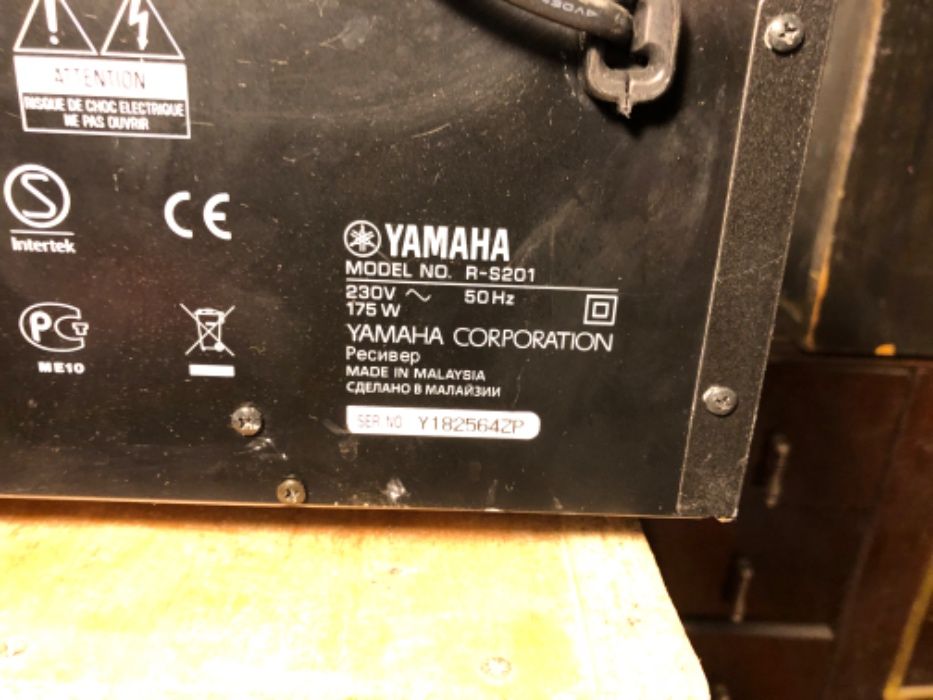 ATTENTION
RISQUE DE CHOC ELECTRIQUE
NE PAS OUVRIR
S
Intertek
CE
YAMAHA
MODEL NO. R-S201
230V ~ 50Hz
175 W
YAMAHA CORPORATION
Ресивер
MADE IN MALAYSIA
СДЕЛАНО В МАЛАЙЗИИ
SER NO Y182564ZP
РСТ
ME10